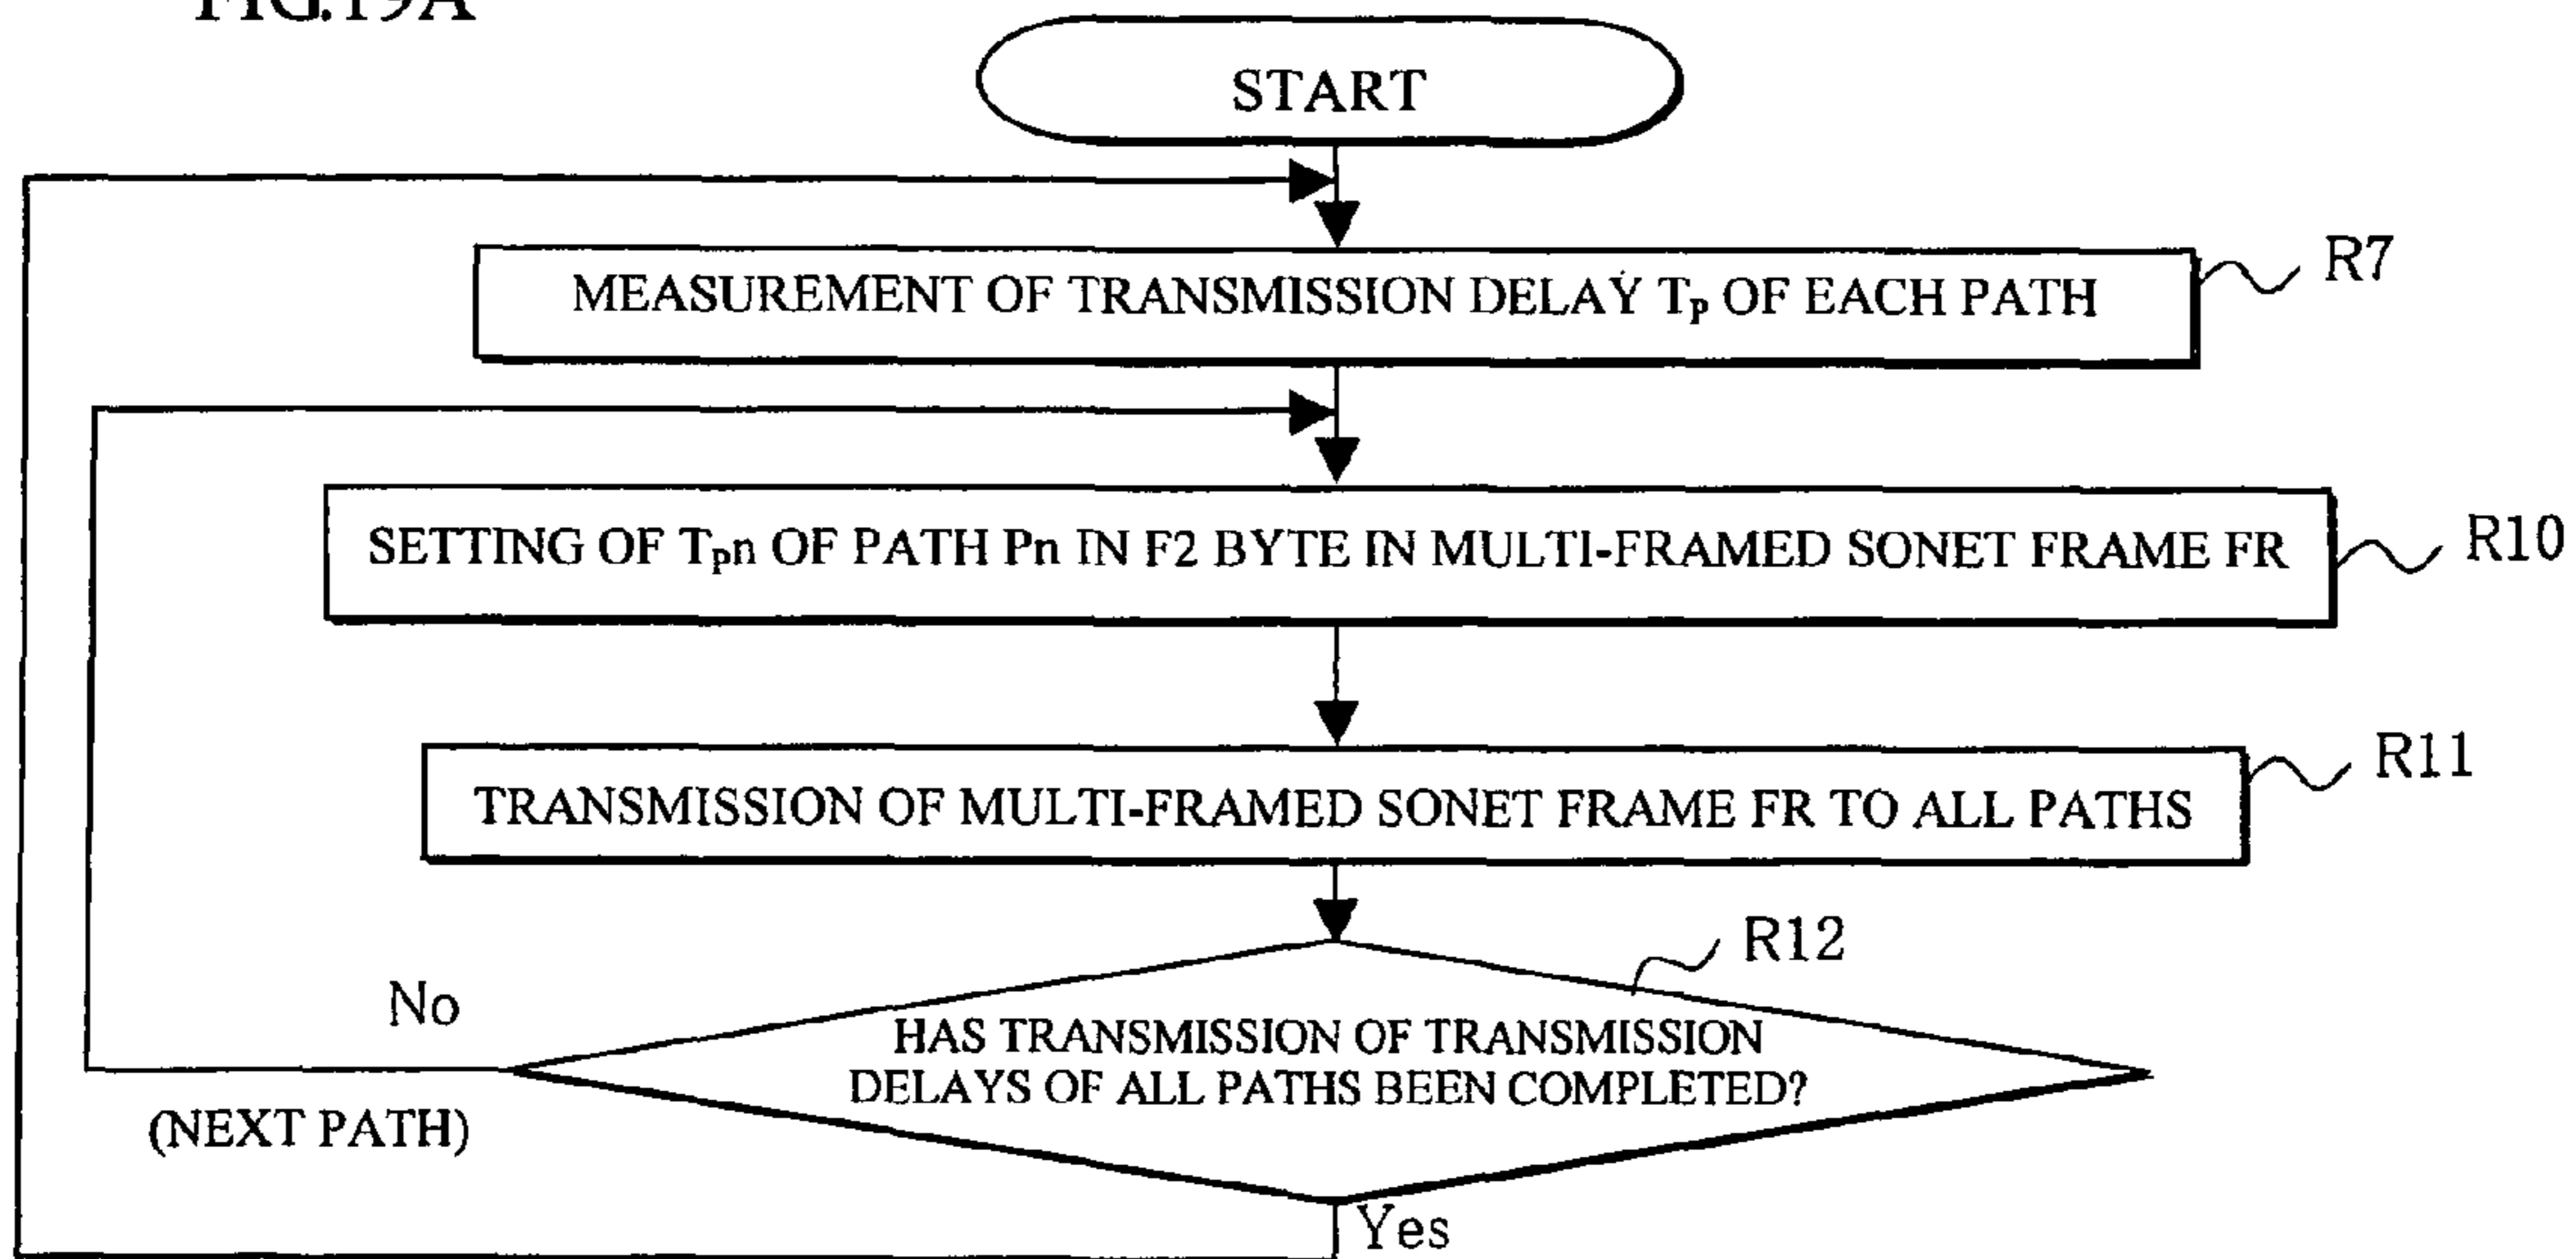 FIG.19A
START
MEASUREMENT OF TRANSMISSION DELAY Tp OF EACH PATH
R7
SETTING OF Tpn OF PATH Pn IN F2 BYTE IN MULTI-FRAMED SONET FRAME FR
R10
TRANSMISSION OF MULTI-FRAMED SONET FRAME FR TO ALL PATHS
R11
R12
No
HAS TRANSMISSION OF TRANSMISSION
DELAYS OF ALL PATHS BEEN COMPLETED?
(NEXT PATH)
Yes